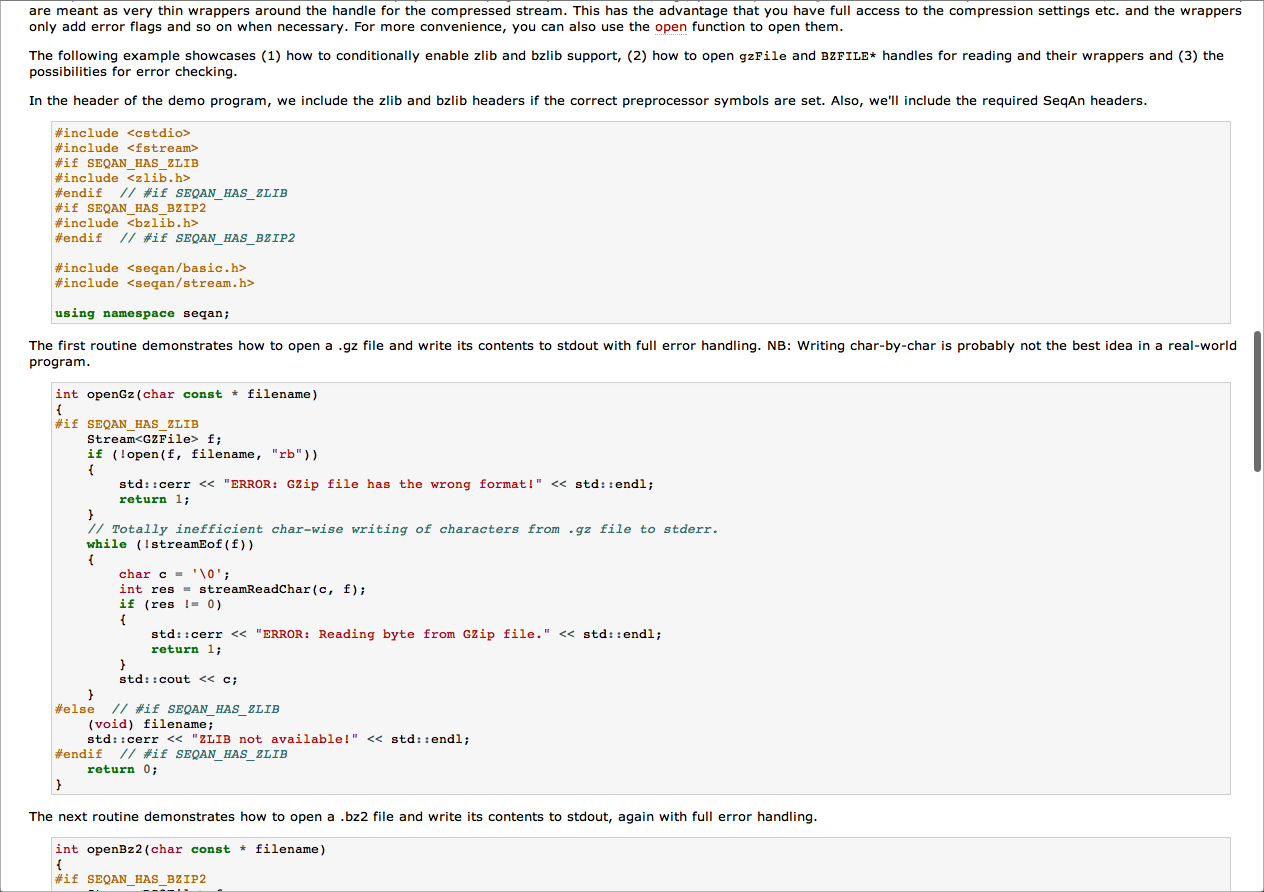 are meant as very thin wrappers around the handle for the compressed stream. This has the advantage that you have full access to the compression settings etc. and the wrappers
only add error flags and so on when necessary. For more convenience, you can also use the open function to open them.
The following example showcases (1) how to conditionally enable zlib and bzlib support, (2) how to open gzFile and BZFILE* handles for reading and their wrappers and (3) the
possibilities for error checking.
In the header of the demo program, we include the zlib and bzlib headers if the correct preprocessor symbols are set. Also, we'll include the required SeqAn headers.
#include <cstdio>
#include <fstream>
#if SEQAN_HAS_ZLIB
#include <zlib.h>
#endif  // #if SEQAN_HAS_ZLIB
#if SEQAN_HAS_BZIP2
#include <bzlib.h>
#endif  // #if SEQAN_HAS_BZIP2
#include <seqan/basic.h>
#include <seqan/stream.h>
using namespace seqan;
The first routine demonstrates how to open a .gz file and write its contents to stdout with full error handling. NB: Writing char-by-char is probably not the best idea in a real-world
program.
int openGz(char const * filename)
{
#if SEQAN_HAS_ZLIB
    Stream<GZFile> f;
    if (!open(f, filename, "rb"))
    {
        std::cerr << "ERROR: GZip file has the wrong format!" << std::endl;
        return 1;
    }
    // Totally inefficient char-wise writing of characters from .gz file to stderr.
    while (!streamEof(f))
    {
        char c = '\0';
        int res = streamReadChar(c, f);
        if (res != 0)
        {
            std::cerr << "ERROR: Reading byte from GZip file." << std::endl;
            return 1;
        }
        std::cout << c;
    }
#else  // #if SEQAN_HAS_ZLIB
    (void) filename;
    std::cerr << "ZLIB not available!" << std::endl;
#endif  // #if SEQAN_HAS_ZLIB
    return 0;
}
The next routine demonstrates how to open a .bz2 file and write its contents to stdout, again with full error handling.
int openBz2(char const * filename)
{
#if SEQAN_HAS_BZIP2